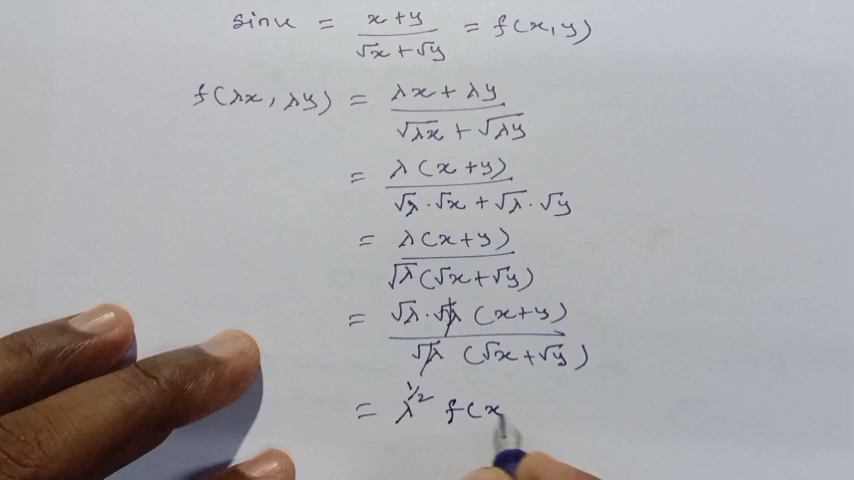 sin u = x+y / √x+√y = f(x,y)
f(λx, λy) = λx + λy / √λx + √λy
= λ(x+y) / √λ.√x + √λ.√y
= λ(x+y) / √λ(√x+√y)
= √λ.√λ (x+y) / √λ (√x+√y)
= λ^1/2 f(x